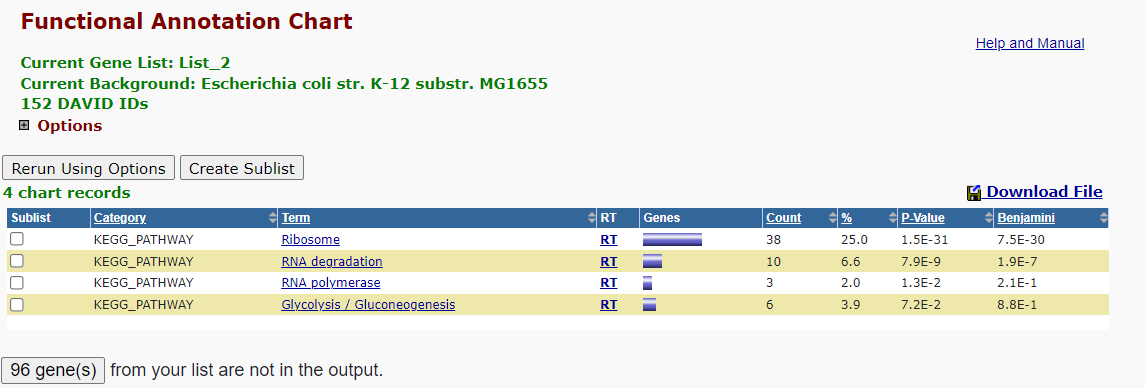 Functional Annotation Chart
Help and Manual
Current Gene List: List_2
Current Background: Escherichia coli str. K-12 substr. MG1655
152 DAVID IDs
Options
Rerun Using Options Create Sublist
4 chart records Download File
Sublist Category Term RT Genes Count % P-Value Benjamini
KEGG_PATHWAY Ribosome RT 38 25.0 1.5E-31 7.5E-30
KEGG_PATHWAY RNA degradation RT 10 6.6 7.9E-9 1.9E-7
KEGG_PATHWAY RNA polymerase RT 3 2.0 1.3E-2 2.1E-1
KEGG_PATHWAY Glycolysis / Gluconeogenesis RT 6 3.9 7.2E-2 8.8E-1
96 gene(s) from your list are not in the output.